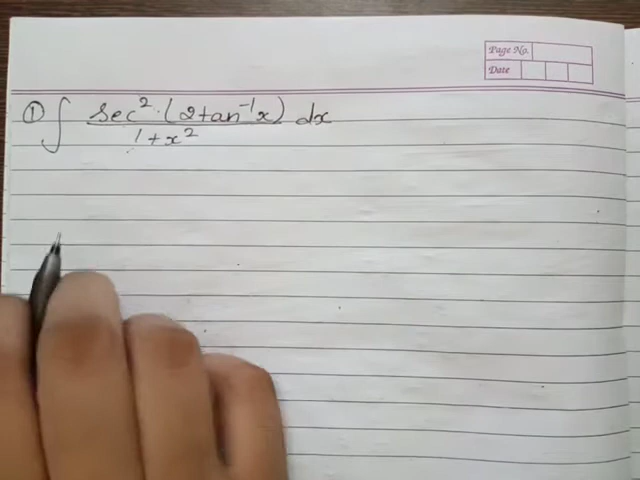 Page No.
Date
① ∫ sec²·(2tan⁻¹x) dx
1+x²